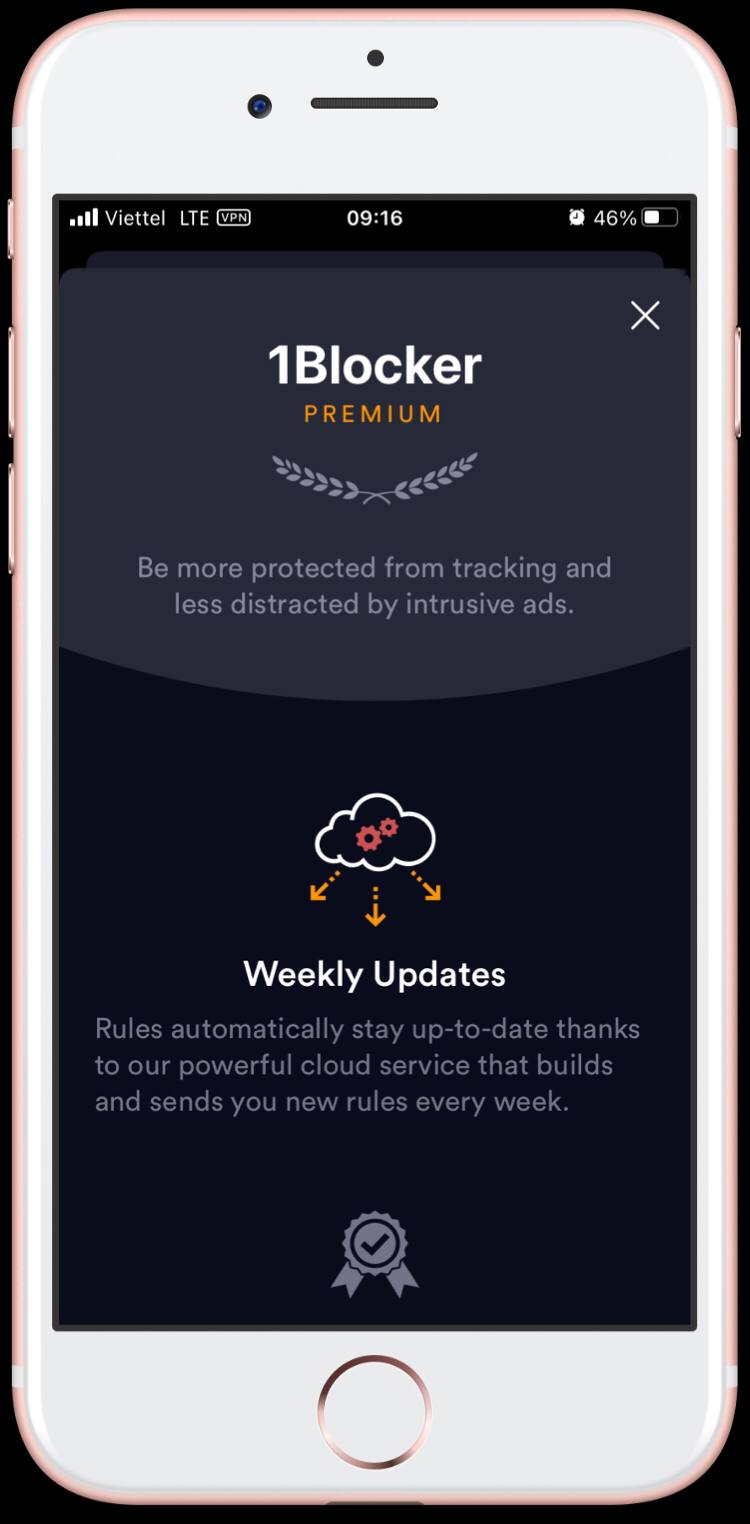 Viettel LTE VPN 09:16 46%
1Blocker
PREMIUM
Be more protected from tracking and
less distracted by intrusive ads.
Weekly Updates
Rules automatically stay up-to-date thanks
to our powerful cloud service that builds
and sends you new rules every week.